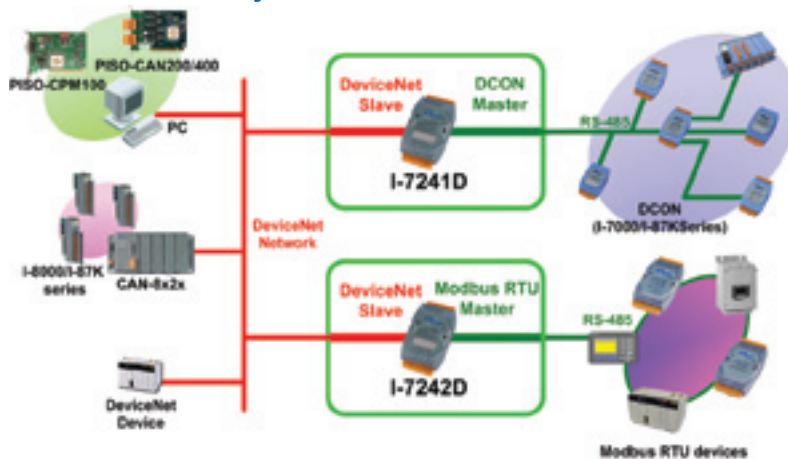 PISO-CPM100
PISO-CAN200/400
PC
I-8000/I-87K
series
CAN-8x2x
DeviceNet
Device
DeviceNet
Network
DeviceNet
Slave
DCON
Master
I-7241D
RS-485
DCON
(I-7000/I-87KSeries)
DeviceNet
Slave
Modbus RTU
Master
I-7242D
RS-485
Modbus RTU devices